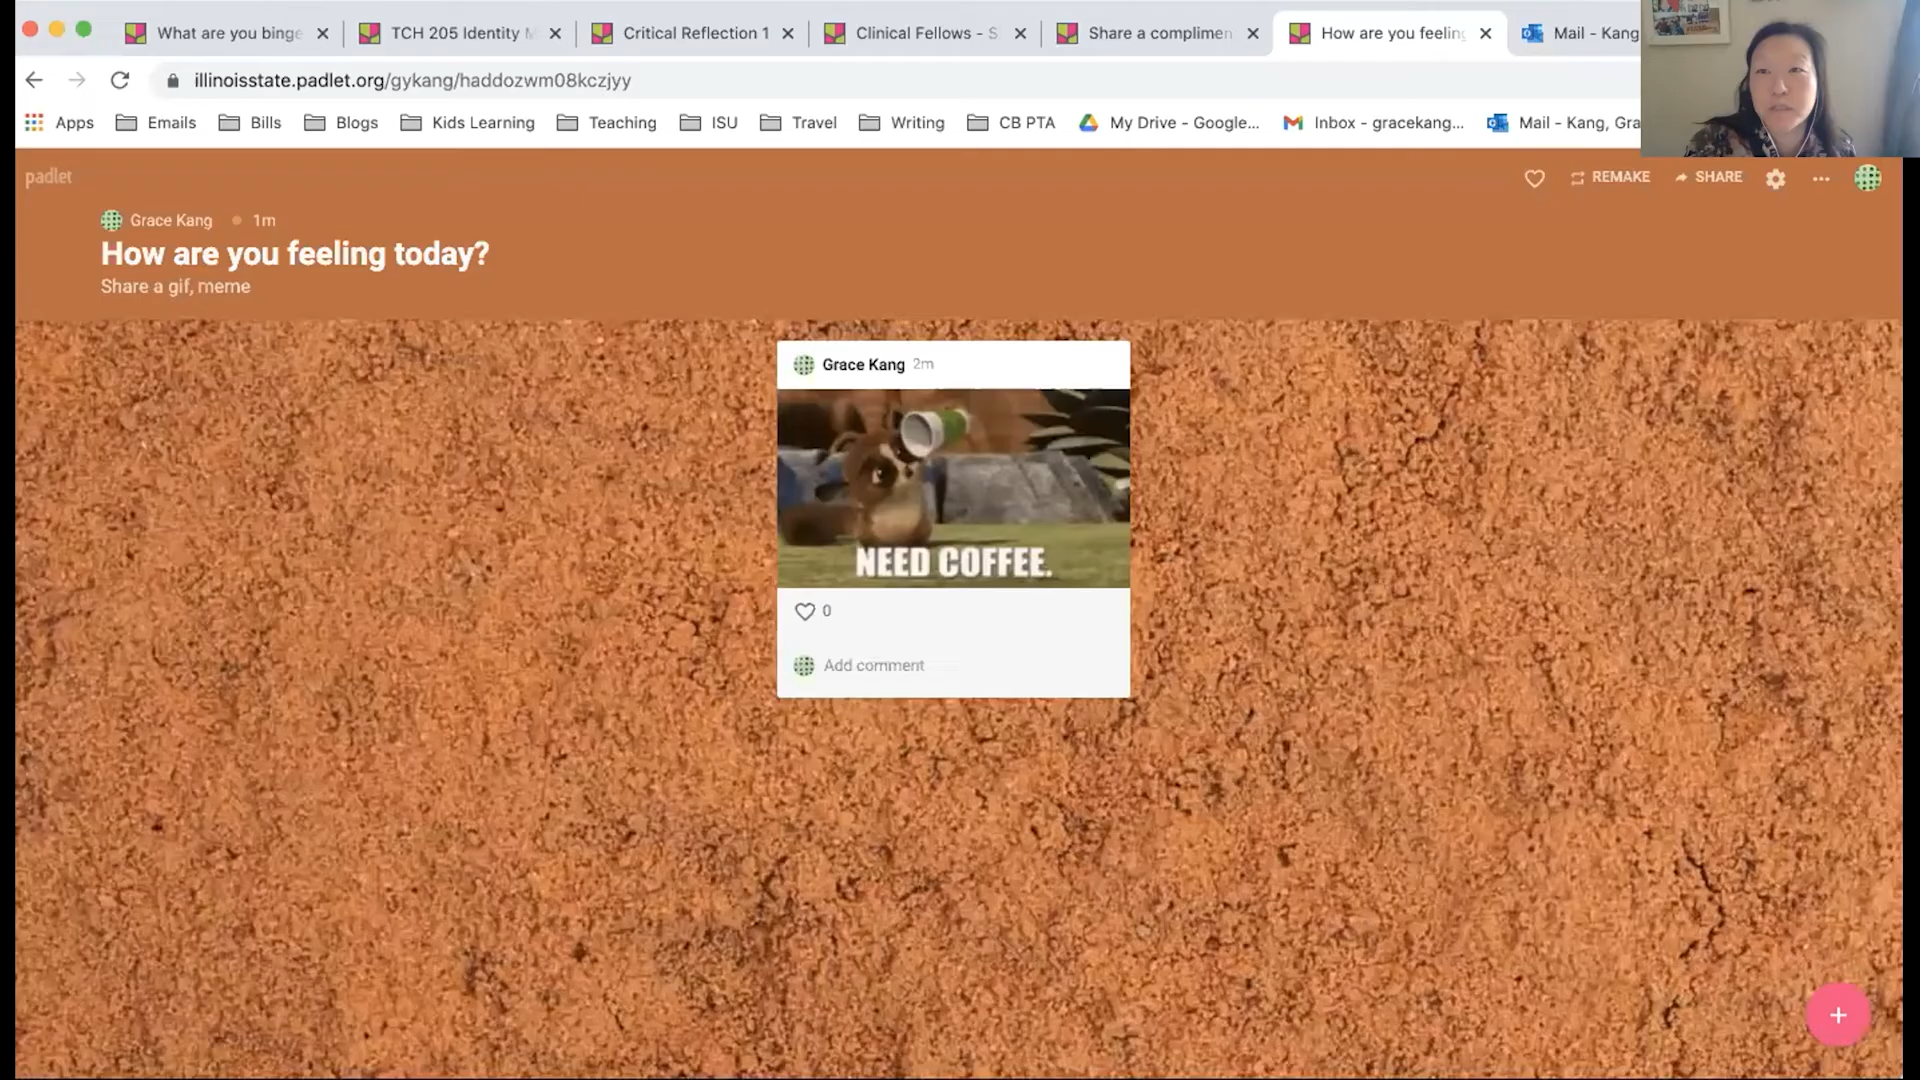 What are you binge
TCH 205 Identity M
Critical Reflection 1
Clinical Fellows - S
Share a complimen
How are you feeling
Mail - Kang
illinoisstate.padlet.org/gykang/haddozwm08kczjyy
Apps
Emails
Bills
Blogs
Kids Learning
Teaching
ISU
Travel
Writing
CB PTA
My Drive - Google...
Inbox - gracekang...
Mail - Kang, Gra
padlet
REMAKE
SHARE
Grace Kang
1m
How are you feeling today?
Share a gif, meme
Grace Kang 2m
NEED COFFEE.
0
Add comment